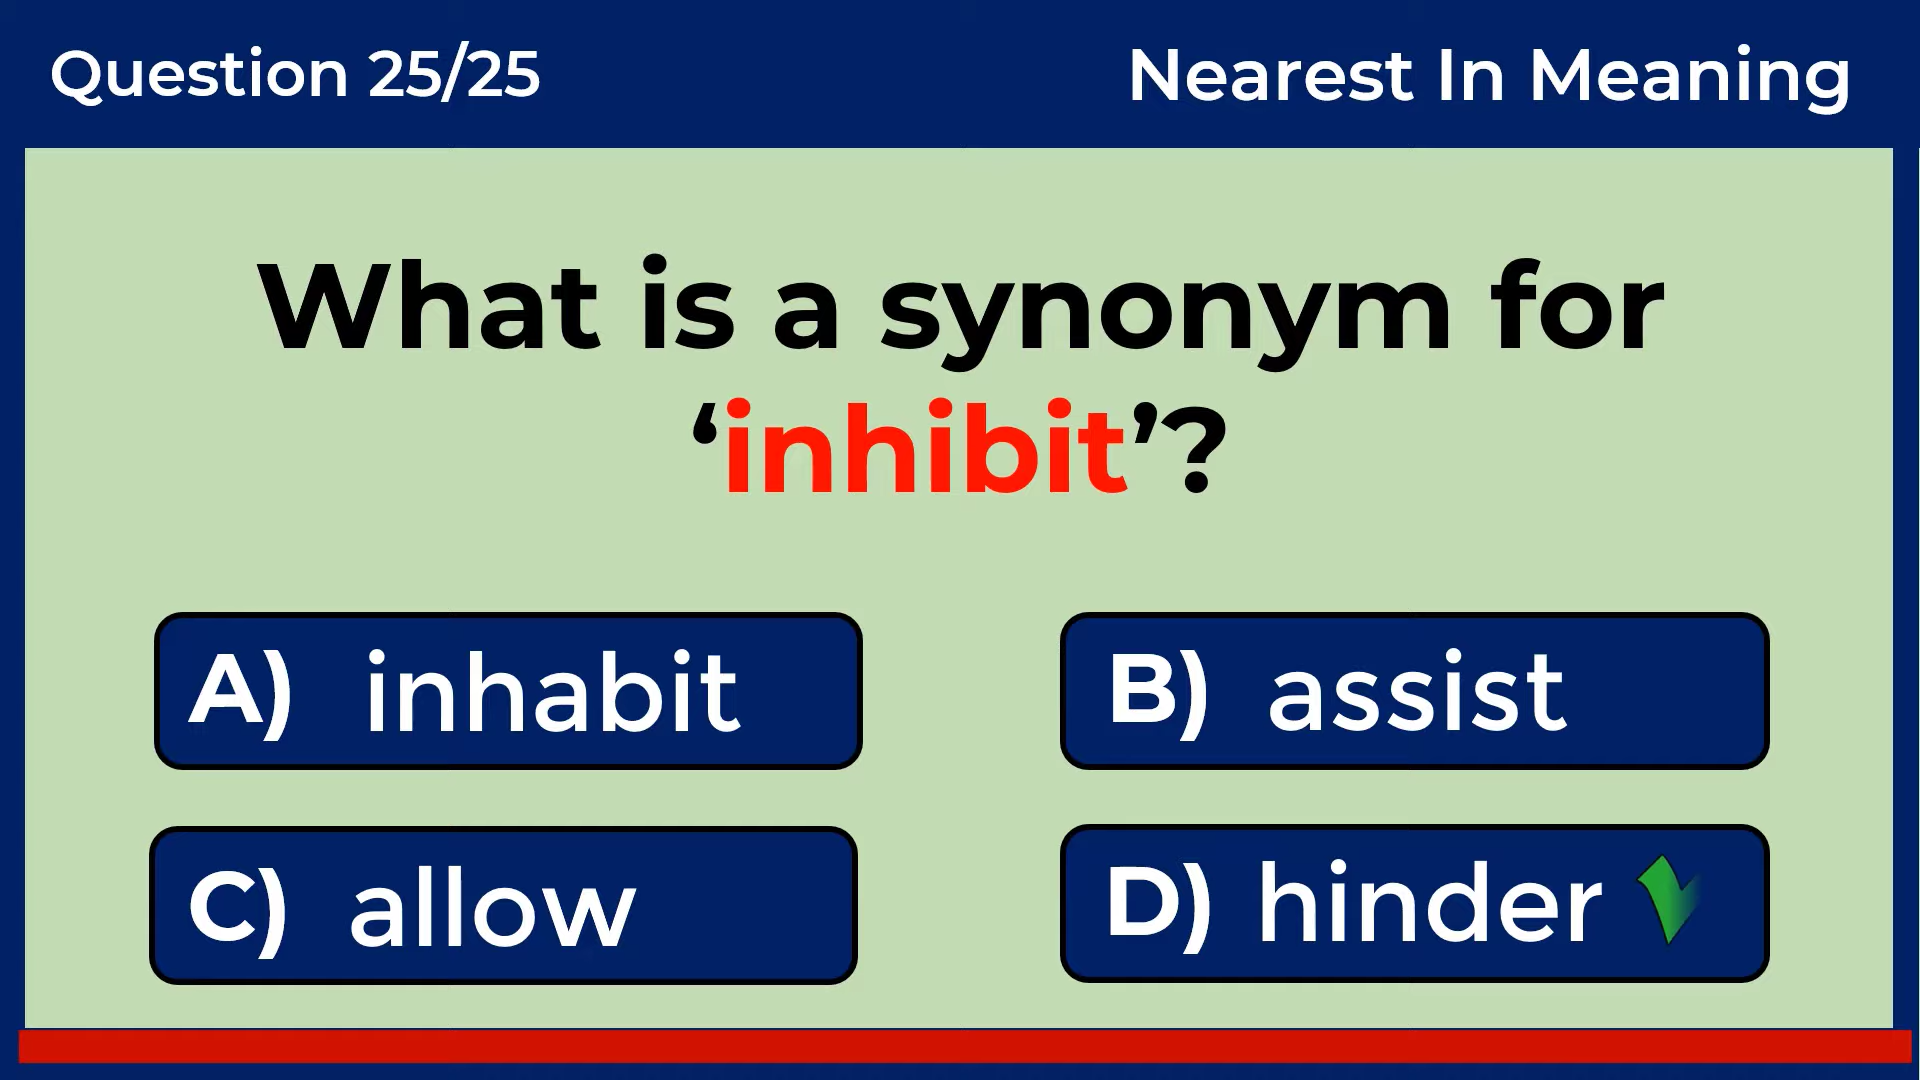 Question 25/25
Nearest In Meaning
What is a synonym for
‘inhibit’?
A) inhabit
B) assist
C) allow
D) hinder